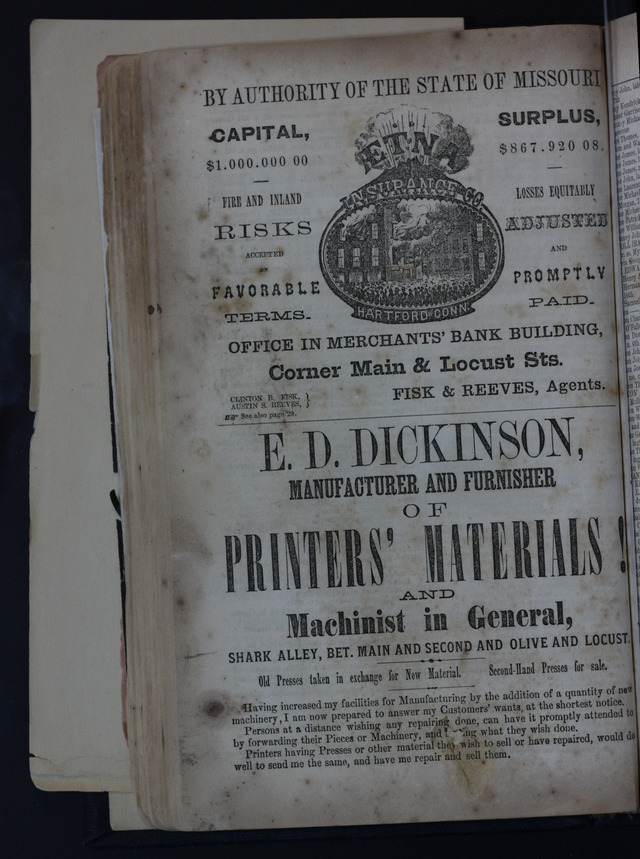 BY AUTHORITY OF THE STATE OF MISSOURI
CAPITAL,
$1.000.000 00
FIRE AND INLAND
RISKS
ACCEPTED
FAVORABLE
TERMS.
ETNA
INSURANCE CO
HARTFORD CONN.
SURPLUS,
$867.920 08.
LOSSES EQUITABLY
ADJUSTED
AND
PROMPTLY
PAID.
OFFICE IN MERCHANTS' BANK BUILDING,
Corner Main & Locust Sts.
CLINTON B. FISK, }
AUSTIN S. REEVES, }
FISK & REEVES, Agents.
See also page 29.
E. D. DICKINSON,
MANUFACTURER AND FURNISHER
OF
PRINTERS' MATERIALS!
AND
Machinist in General,
SHARK ALLEY, BET. MAIN AND SECOND AND OLIVE AND LOCUST.
Old Presses taken in exchange for New Material. Second-Hand Presses for sale.
Having increased my facilities for Manufacturing by the addition of a quantity of new
machinery, I am now prepared to answer my Customers' wants, at the shortest notice.
Persons at a distance wishing any repairing done, can have it promptly attended to
by forwarding their Pieces or Machinery, and what they wish done.
Printers having Presses or other material they wish to sell or have repaired, would do
well to send me the same, and have me repair and sell them.